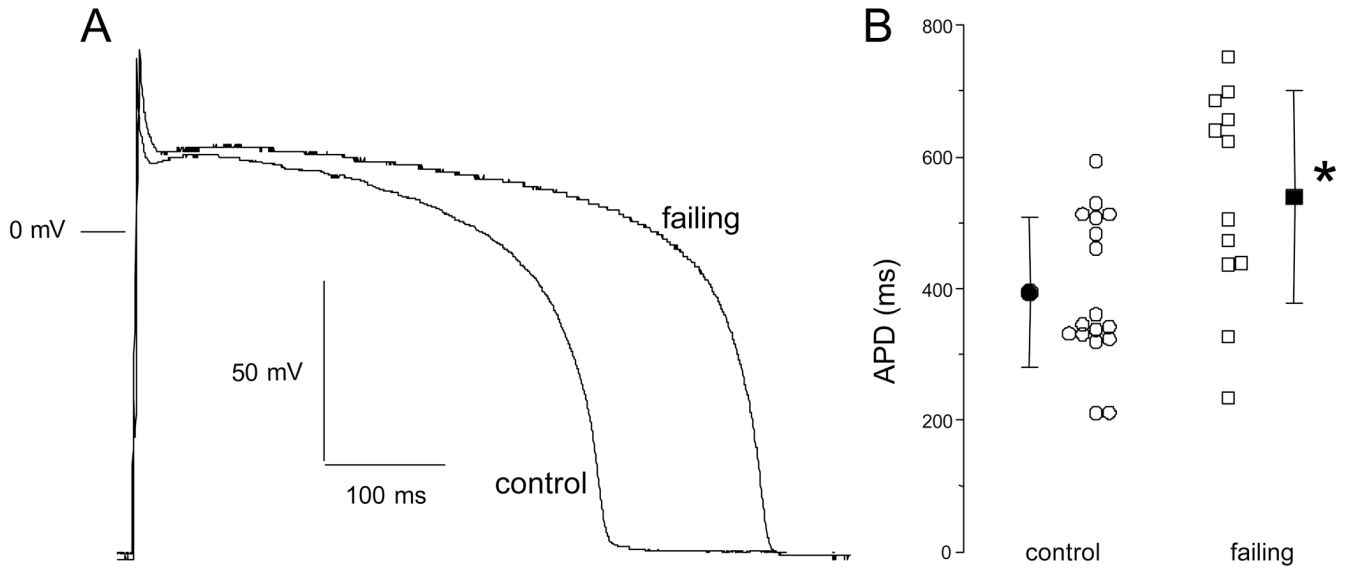 A
0 mV
failing
50 mV
100 ms
control
B
APD (ms)
800
600
400
200
0
*
control
failing